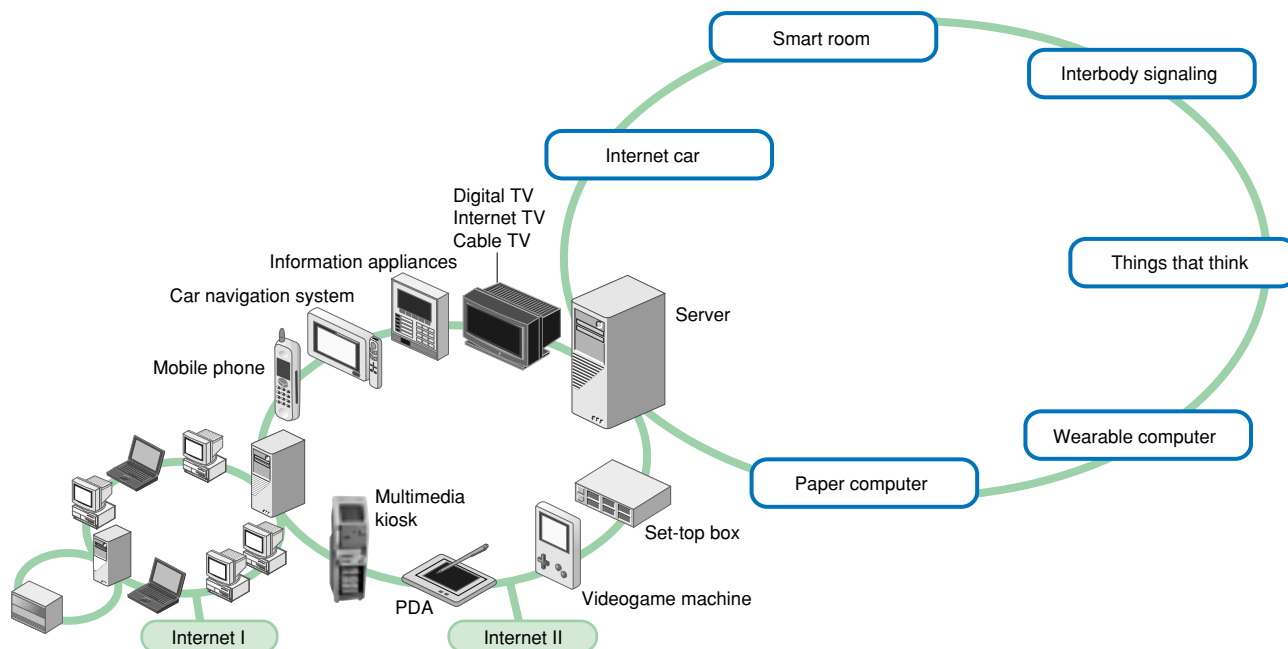 Smart room
Interbody signaling
Internet car
Digital TV
Internet TV
Cable TV
Information appliances
Things that think
Car navigation system
Server
Mobile phone
Wearable computer
Paper computer
Multimedia
kiosk
Set-top box
PDA
Videogame machine
Internet I
Internet II